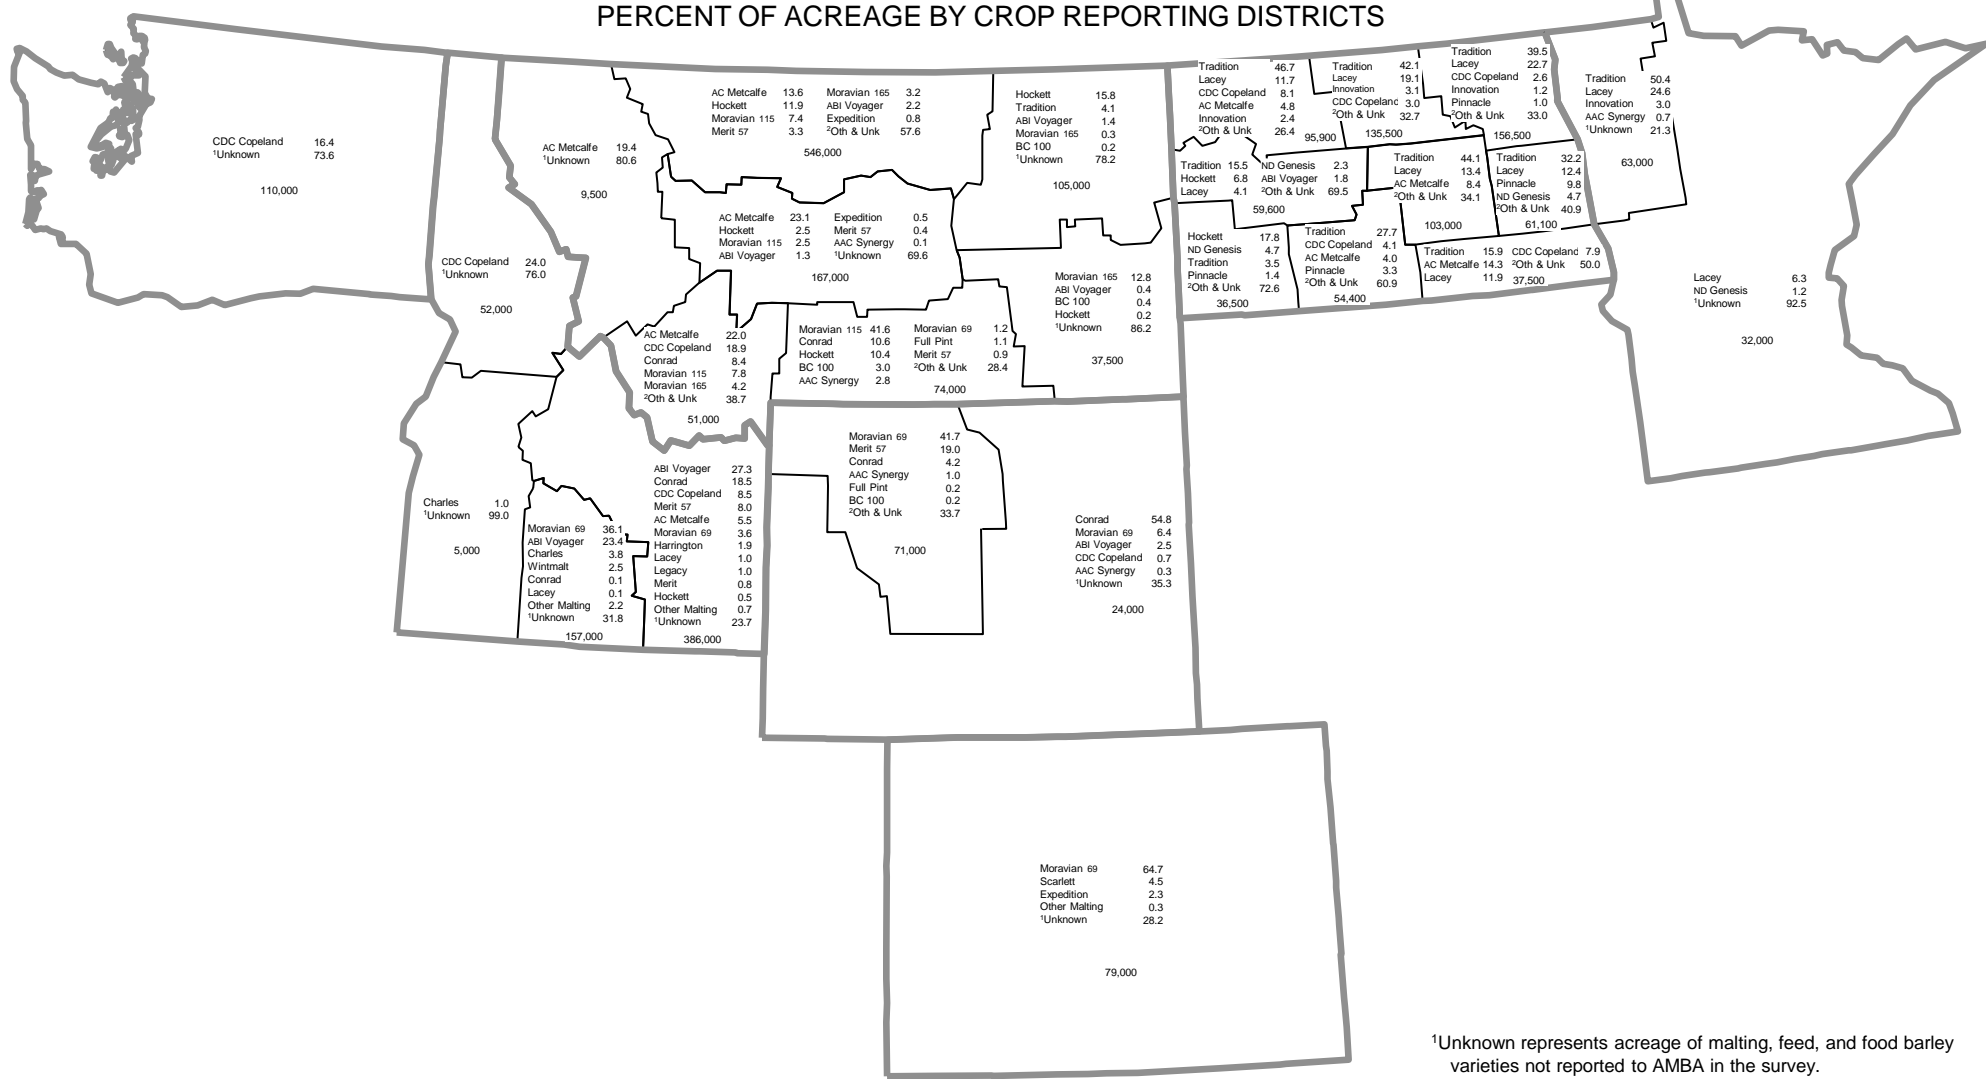 PERCENT OF ACREAGE BY CROP REPORTING DISTRICTS
CDC Copeland 16.4
¹Unknown 73.6
110,000
CDC Copeland 24.0
¹Unknown 76.0
52,000
AC Metcalfe 19.4
¹Unknown 80.6
9,500
AC Metcalfe 13.6 Moravian 165 3.2
Hockett 11.9 ABI Voyager 2.2
Moravian 115 7.4 Expedition 0.8
Merit 57 3.3 ²Oth & Unk 57.6
546,000
Hockett 15.8
Tradition 4.1
ABI Voyager 1.4
Moravian 165 0.3
BC 100 0.2
¹Unknown 78.2
105,000
Tradition 46.7
Lacey 11.7
CDC Copeland 8.1
AC Metcalfe 4.8
Innovation 2.4
²Oth & Unk 26.4
95,900
Tradition 42.1
Lacey 19.1
Innovation 3.1
CDC Copeland 3.0
²Oth & Unk 32.7
135,500
Tradition 39.5
Lacey 22.7
CDC Copeland 2.6
Innovation 1.2
Pinnacle 1.0
²Oth & Unk 33.0
156,500
Tradition 50.4
Lacey 24.6
Innovation 3.0
AAC Synergy 0.7
¹Unknown 21.3
63,000
AC Metcalfe 23.1 Expedition 0.5
Hockett 2.5 Merit 57 0.4
Moravian 115 2.5 AAC Synergy 0.1
ABI Voyager 1.3 ¹Unknown 69.6
167,000
Tradition 15.5 ND Genesis 2.3
Hockett 6.8 ABI Voyager 1.8
Lacey 4.1 ²Oth & Unk 69.5
59,600
Tradition 44.1
Lacey 13.4
AC Metcalfe 8.4
²Oth & Unk 34.1
103,000
Tradition 32.2
Lacey 12.4
Pinnacle 9.8
ND Genesis 4.7
²Oth & Unk 40.9
61,100
Hockett 17.8
ND Genesis 4.7
Tradition 3.5
Pinnacle 1.4
²Oth & Unk 72.6
36,500
Tradition 27.7
CDC Copeland 4.1
AC Metcalfe 4.0
Pinnacle 3.3
²Oth & Unk 60.9
54,400
Tradition 15.9 CDC Copeland 7.9
AC Metcalfe 14.3 ²Oth & Unk 50.0
Lacey 11.9 37,500
Lacey 6.3
ND Genesis 1.2
¹Unknown 92.5
32,000
AC Metcalfe 22.0
CDC Copeland 18.9
Conrad 8.4
Moravian 115 7.8
Moravian 165 4.2
²Oth & Unk 38.7
51,000
Moravian 115 41.6 Moravian 69 1.2
Conrad 10.6 Full Pint 1.1
Hockett 10.4 Merit 57 0.9
BC 100 3.0 ²Oth & Unk 28.4
AAC Synergy 2.8
74,000
Moravian 165 12.8
ABI Voyager 0.4
BC 100 0.4
Hockett 0.2
¹Unknown 86.2
37,500
Charles 1.0
¹Unknown 99.0
5,000
Moravian 69 36.1
ABI Voyager 23.4
Charles 3.8
Wintmalt 2.5
Conrad 0.1
Lacey 0.1
Other Malting 2.2
¹Unknown 31.8
157,000
ABI Voyager 27.3
Conrad 18.5
CDC Copeland 8.5
Merit 57 8.0
AC Metcalfe 5.5
Moravian 69 3.6
Harrington 1.9
Lacey 1.0
Legacy 1.0
Merit 0.8
Hockett 0.5
Other Malting 0.7
¹Unknown 23.7
386,000
Moravian 69 41.7
Merit 57 19.0
Conrad 4.2
AAC Synergy 1.0
Full Pint 0.2
BC 100 0.2
²Oth & Unk 33.7
71,000
Conrad 54.8
Moravian 69 6.4
ABI Voyager 2.5
CDC Copeland 0.7
AAC Synergy 0.3
¹Unknown 35.3
24,000
Moravian 69 64.7
Scarlett 4.5
Expedition 2.3
Other Malting 0.3
¹Unknown 28.2
79,000
¹Unknown represents acreage of malting, feed, and food barley
varieties not reported to AMBA in the survey.